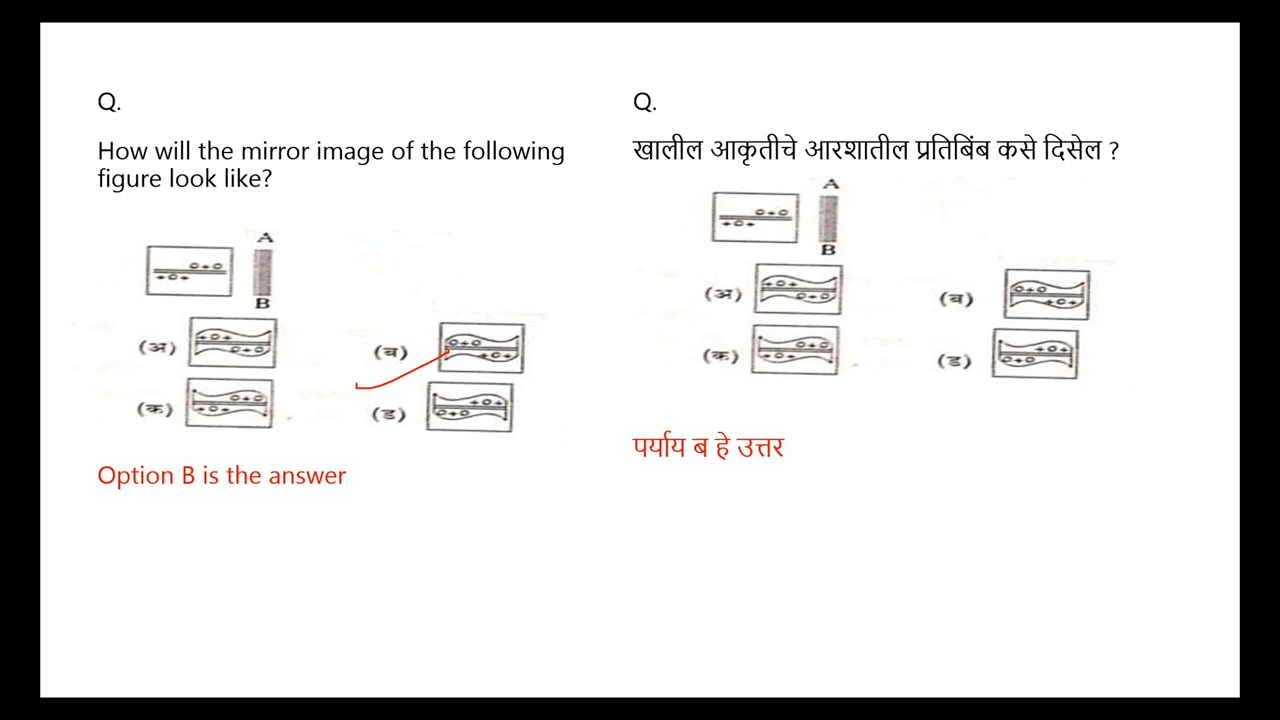 Q.
How will the mirror image of the following
figure look like?
A
B
(अ)
(ब)
(क)
(ड)
Option B is the answer
Q.
खालील आकृतीचे आरशातील प्रतिबिंब कसे दिसेल ?
A
B
(अ)
(ब)
(क)
(ड)
पर्याय ब हे उत्तर